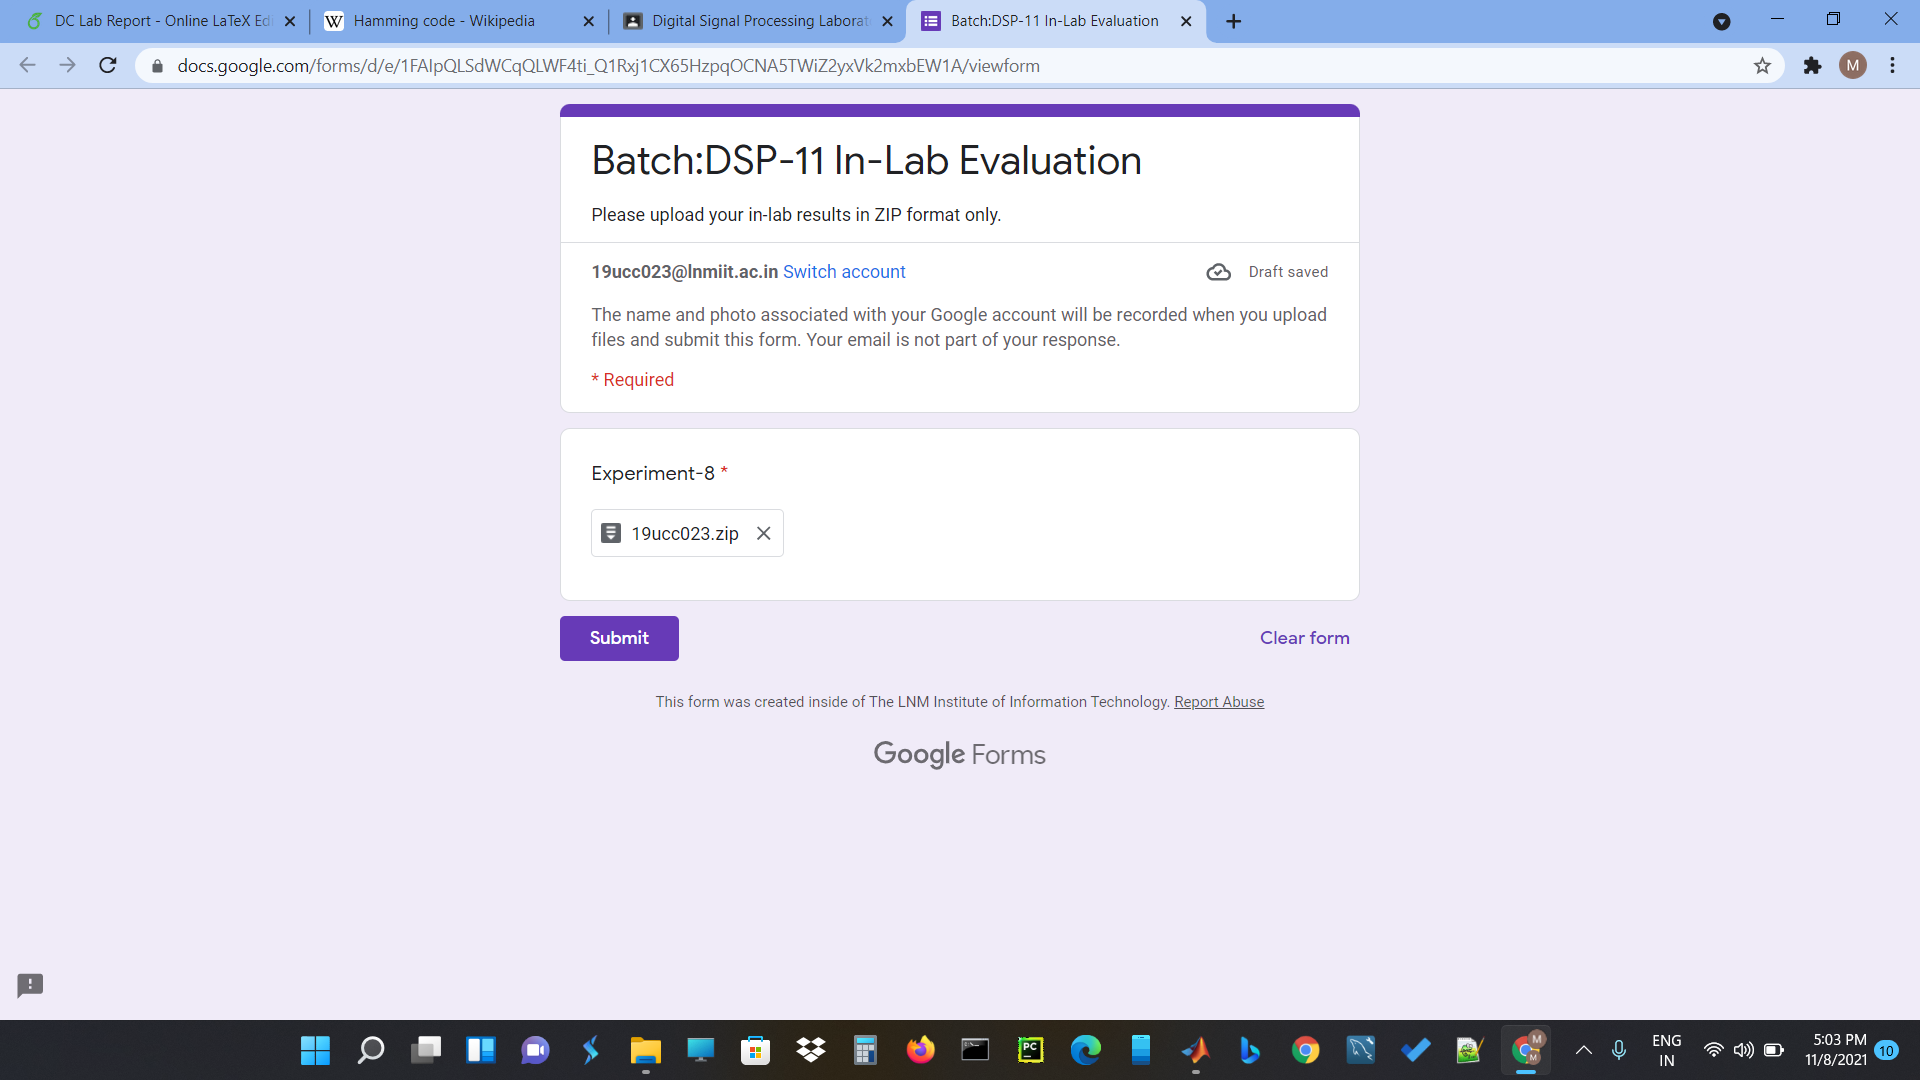 DC Lab Report - Online LaTeX Edi
Hamming code - Wikipedia
Digital Signal Processing Laborat
Batch:DSP-11 In-Lab Evaluation
docs.google.com/forms/d/e/1FAIpQLSdWCqQLWF4ti_Q1Rxj1CX65HzpqOCNA5TWiZ2yxVk2mxbEW1A/viewform
M
Batch:DSP-11 In-Lab Evaluation
Please upload your in-lab results in ZIP format only.
19ucc023@lnmiit.ac.in Switch account
Draft saved
The name and photo associated with your Google account will be recorded when you upload
files and submit this form. Your email is not part of your response.
* Required
Experiment-8 *
19ucc023.zip
Submit
Clear form
This form was created inside of The LNM Institute of Information Technology. Report Abuse
Google Forms
PC
M
M
ENG
IN
5:03 PM
11/8/2021
10